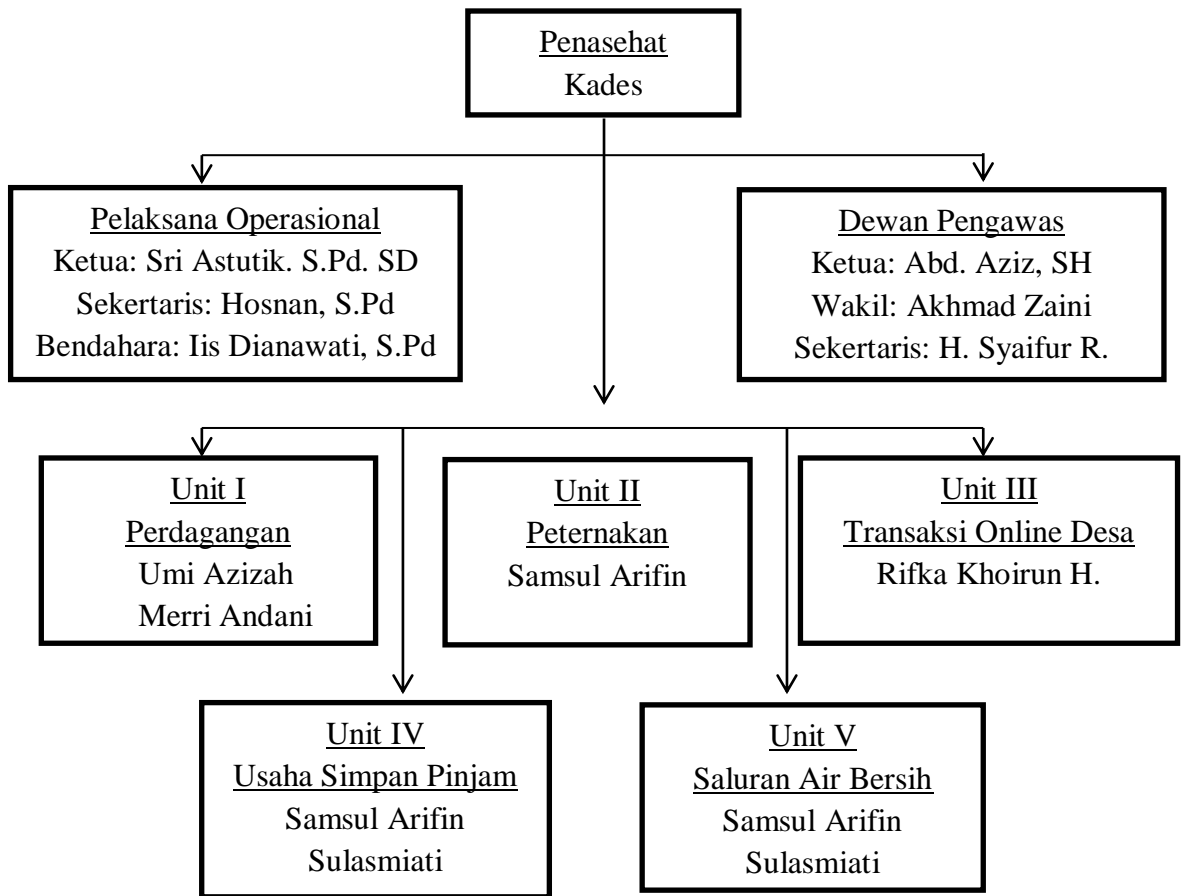 Penasehat
Kades
Pelaksana Operasional
Ketua: Sri Astutik. S.Pd. SD
Sekertaris: Hosnan, S.Pd
Bendahara: Iis Dianawati, S.Pd
Dewan Pengawas
Ketua: Abd. Aziz, SH
Wakil: Akhmad Zaini
Sekertaris: H. Syaifur R.
Unit I
Perdagangan
Umi Azizah
Merri Andani
Unit II
Peternakan
Samsul Arifin
Unit III
Transaksi Online Desa
Rifka Khoirun H.
Unit IV
Usaha Simpan Pinjam
Samsul Arifin
Sulasmiati
Unit V
Saluran Air Bersih
Samsul Arifin
Sulasmiati